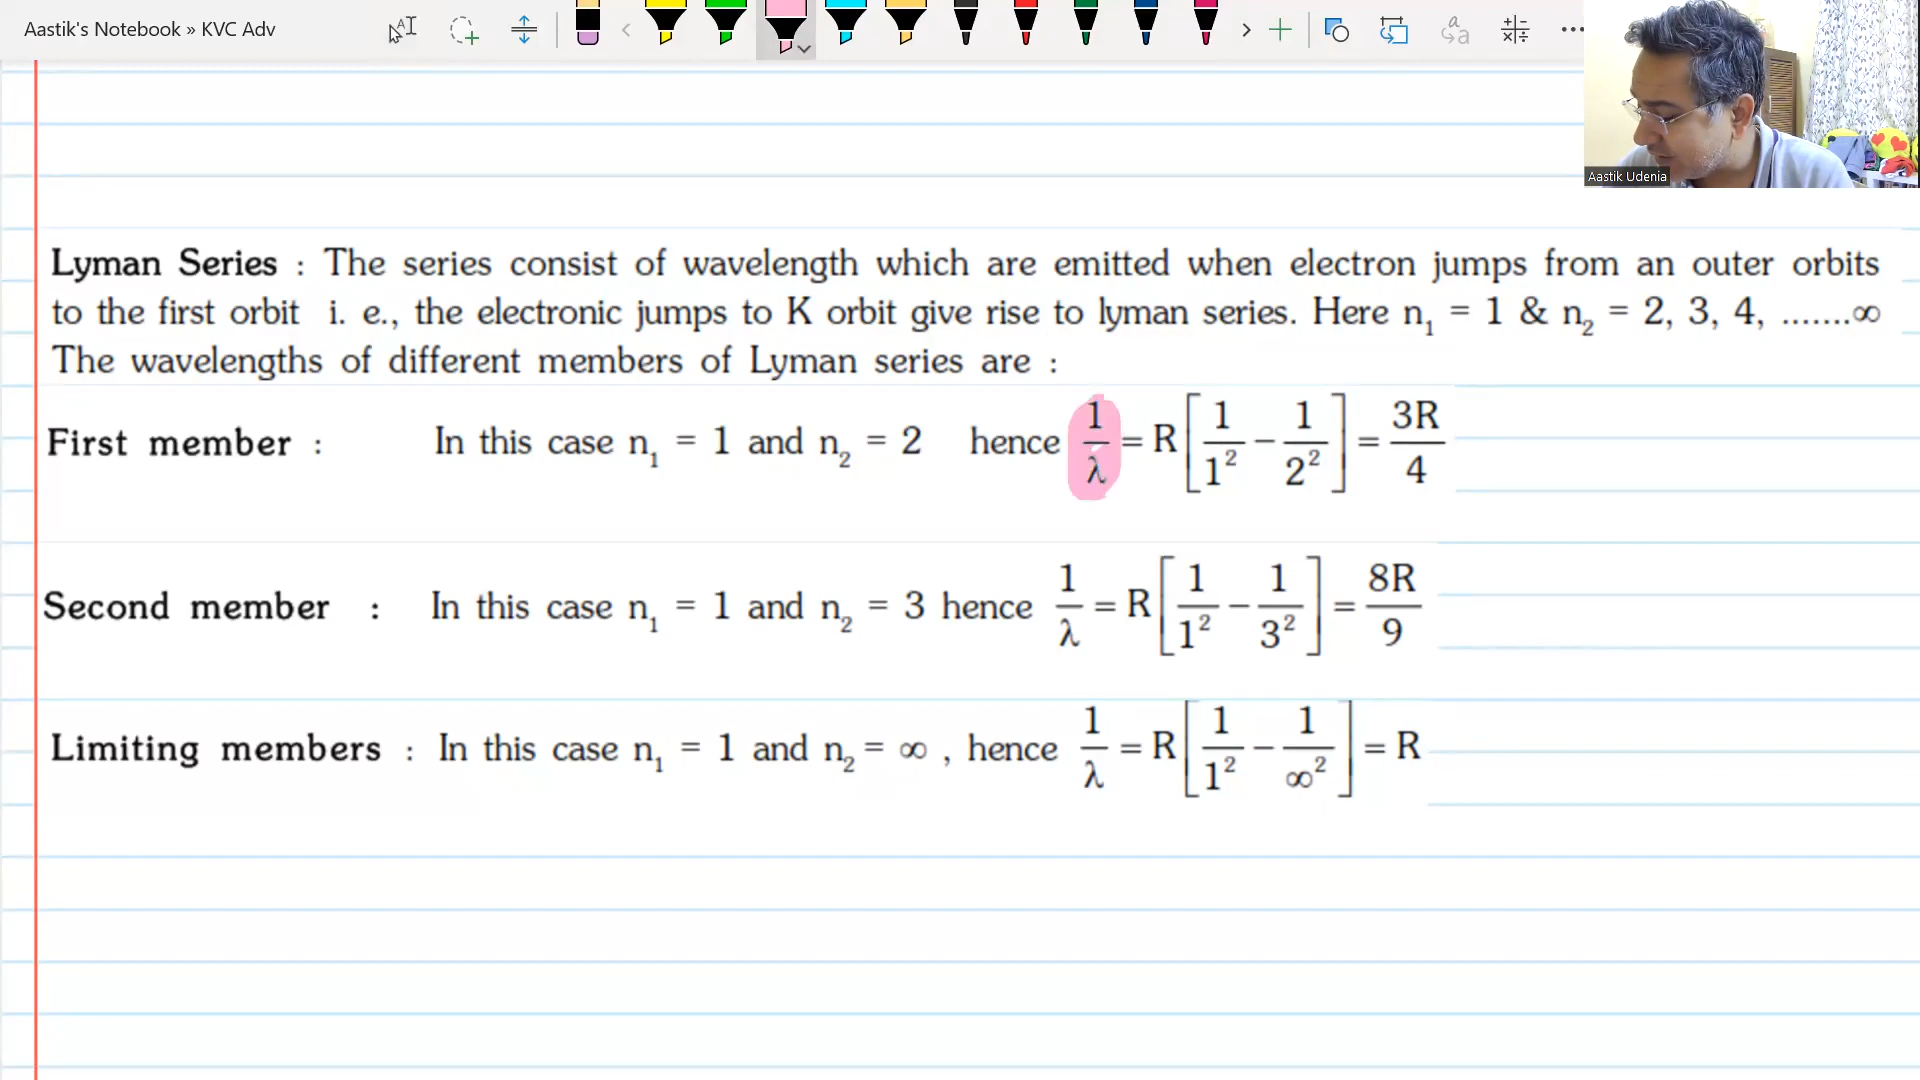 Aastik's Notebook » KVC Adv
Aastik Udenia
Lyman Series : The series consist of wavelength which are emitted when electron jumps from an outer orbits
to the first orbit i. e., the electronic jumps to K orbit give rise to lyman series. Here n₁ = 1 & n₂ = 2, 3, 4, .......∞
The wavelengths of different members of Lyman series are :
First member : In this case n₁ = 1 and n₂ = 2 hence 1/λ = R[1/1² − 1/2²] = 3R/4
Second member : In this case n₁ = 1 and n₂ = 3 hence 1/λ = R[1/1² − 1/3²] = 8R/9
Limiting members : In this case n₁ = 1 and n₂ = ∞ , hence 1/λ = R[1/1² − 1/∞²] = R